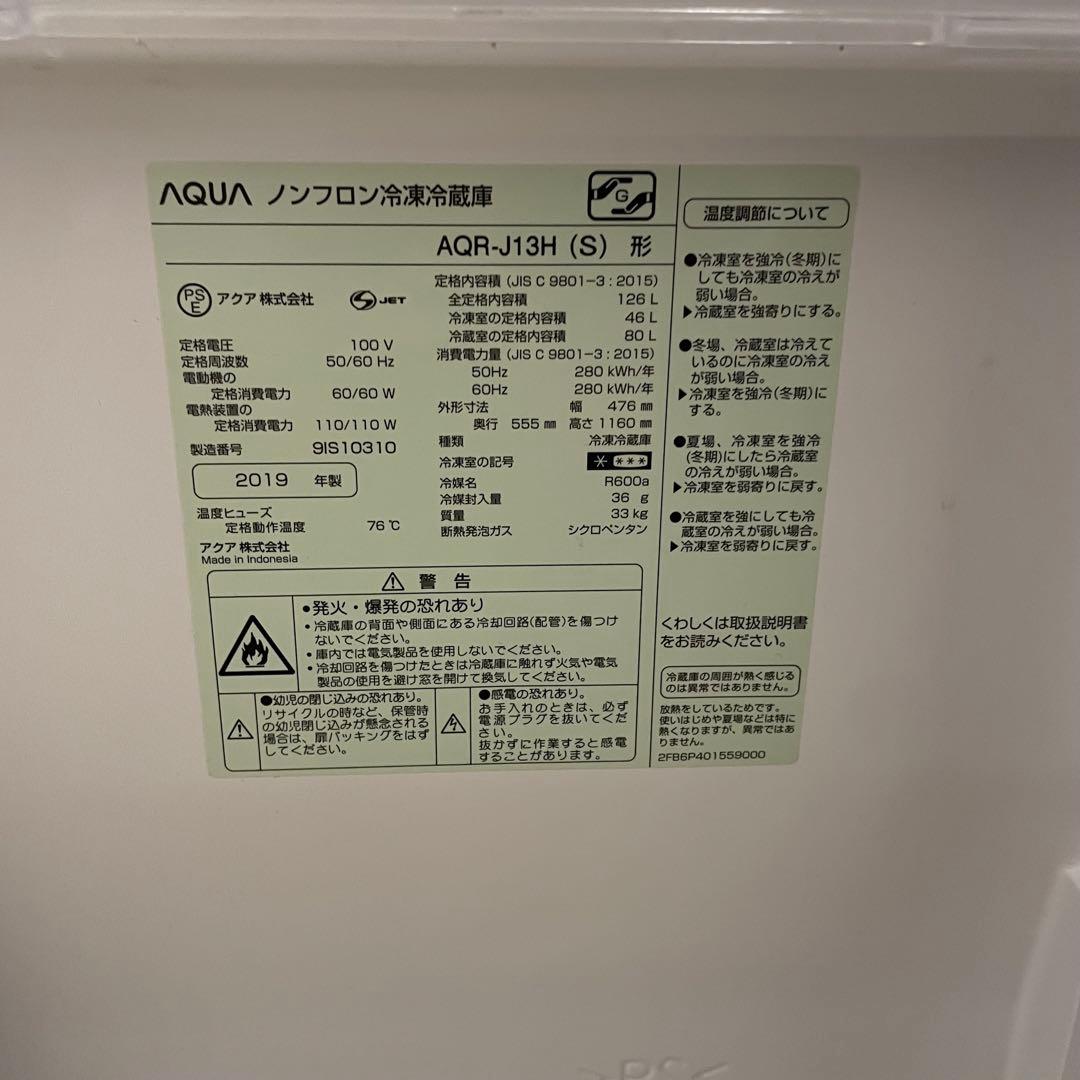 AQUA ノンフロン冷凍冷蔵庫
G
AQR-J13H (S) 形
PS
E
アクア 株式会社
S JET
定格電圧 100 V
定格周波数 50/60 Hz
電動機の
定格消費電力 60/60 W
電熱装置の
定格消費電力 110/110 W
製造番号 9IS10310
2019 年製
温度ヒューズ
定格動作温度 76℃
アクア 株式会社
Made in Indonesia
定格内容積 (JIS C 9801-3 : 2015)
全定格内容積 126 L
冷凍室の定格内容積 46 L
冷蔵室の定格内容積 80 L
消費電力量 (JIS C 9801-3 : 2015)
50Hz 280 kWh/年
60Hz 280 kWh/年
外形寸法 幅 476 ㎜
奥行 555 ㎜ 高さ 1160 ㎜
種類 冷凍冷蔵庫
冷凍室の記号 * ***
冷媒名 R600a
冷媒封入量 36 g
質量 33 kg
断熱発泡ガス シクロペンタン
⚠ 警告
●発火・爆発の恐れあり
・冷蔵庫の背面や側面にある冷却回路(配管)を傷つけ
ないでください。
・庫内では電気製品を使用しないでください。
・冷却回路を傷つけたときは冷蔵庫に触れず火気や電気
製品の使用を避け窓を開けて換気してください。
●幼児の閉じ込みの恐れあり。
リサイクルの時など、保管時
の幼児閉じ込みが懸念される
場合は、扉パッキングをはず
してください。
●感電の恐れあり。
お手入れのときは、必ず
電源プラグを抜いてくだ
さい。
抜かずに作業すると感電
することがあります。
温度調節について
●冷凍室を強冷(冬期)に
しても冷凍室の冷えが
弱い場合。
▶冷蔵室を強寄りにする。
●冬場、冷蔵室は冷えて
いるのに冷凍室の冷え
が弱い場合。
▶冷凍室を強冷(冬期)に
する。
●夏場、冷凍室を強冷
(冬期)にしたら冷蔵室
の冷えが弱い場合。
▶冷凍室を弱寄りに戻す。
●冷蔵室を強にしても冷
蔵室の冷えが弱い場合。
▶冷凍室を弱寄りに戻す。
くわしくは取扱説明書
をお読みください。
冷蔵庫の周囲が熱く感じる
のは異常ではありません。
放熱をしているためです。
使いはじめや夏場などは特に
熱くなりますが、異常ではあ
りません。
2FB6P401559000
>PS<